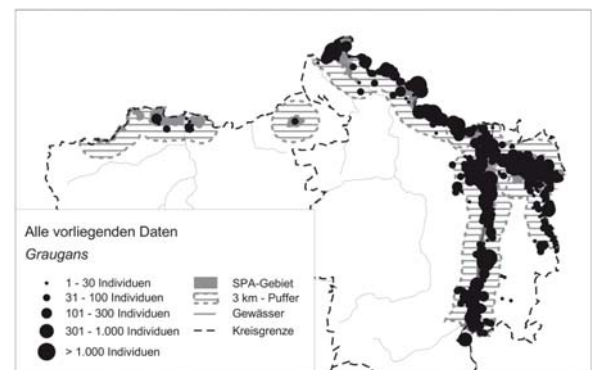 Alle vorliegenden Daten
Graugans
1 - 30 Individuen
31 - 100 Individuen
101 - 300 Individuen
301 - 1.000 Individuen
> 1.000 Individuen
SPA-Gebiet
3 km - Puffer
Gewässer
Kreisgrenze